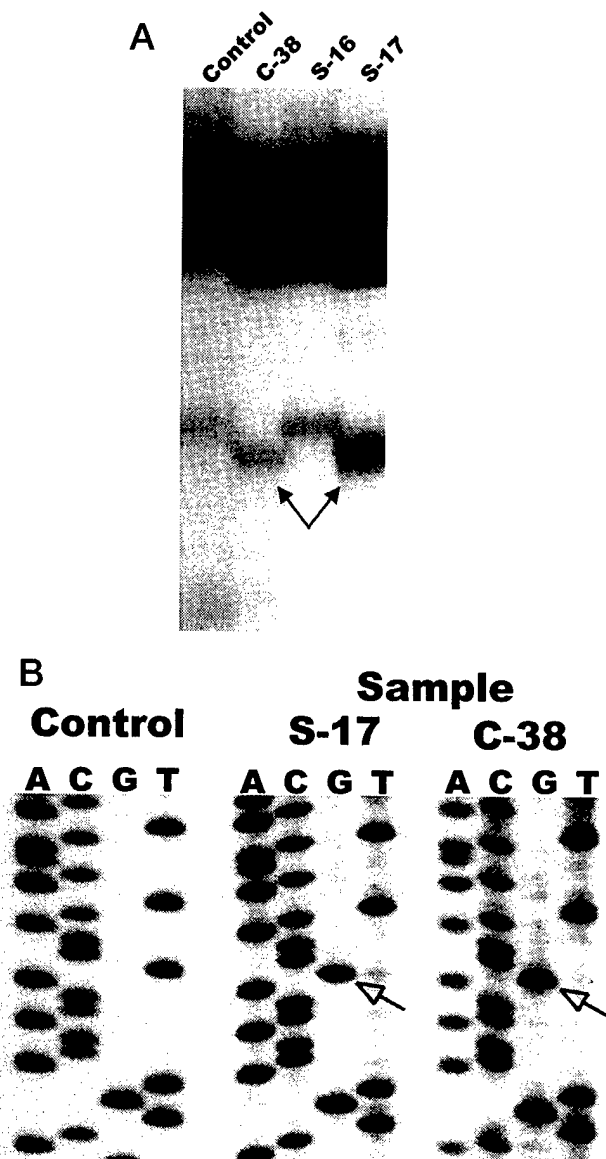 A
Control C-38 S-16 S-17
B
Sample
Control S-17 C-38
A C G T A C G T A C G T